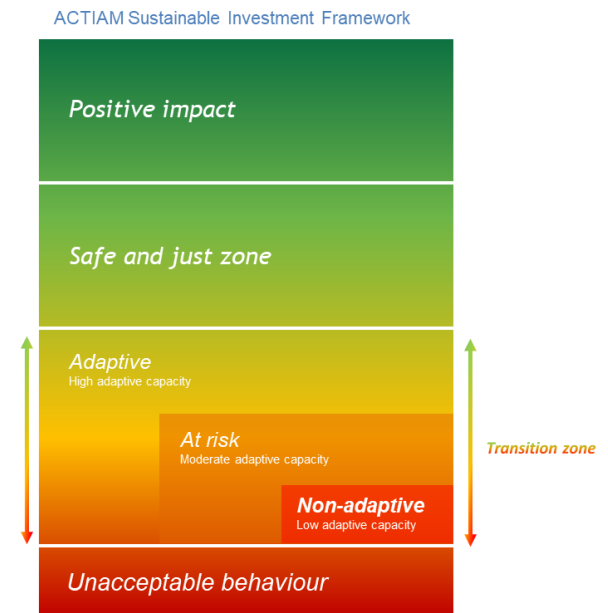 ACTIAM Sustainable Investment Framework
Positive impact
Safe and just zone
Adaptive
High adaptive capacity
At risk
Moderate adaptive capacity
Transition zone
Non-adaptive
Low adaptive capacity
Unacceptable behaviour